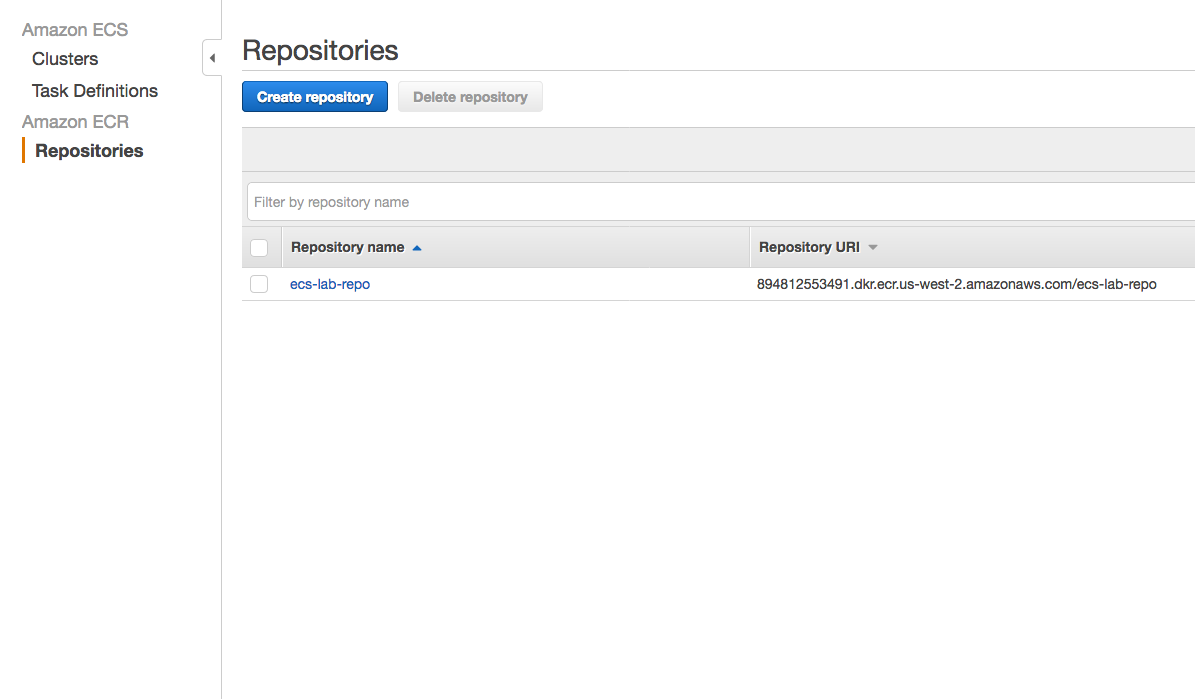 Amazon ECS
Clusters
Task Definitions
Amazon ECR
Repositories
Repositories
Create repository Delete repository
Filter by repository name
Repository name Repository URI
ecs-lab-repo 894812553491.dkr.ecr.us-west-2.amazonaws.com/ecs-lab-repo